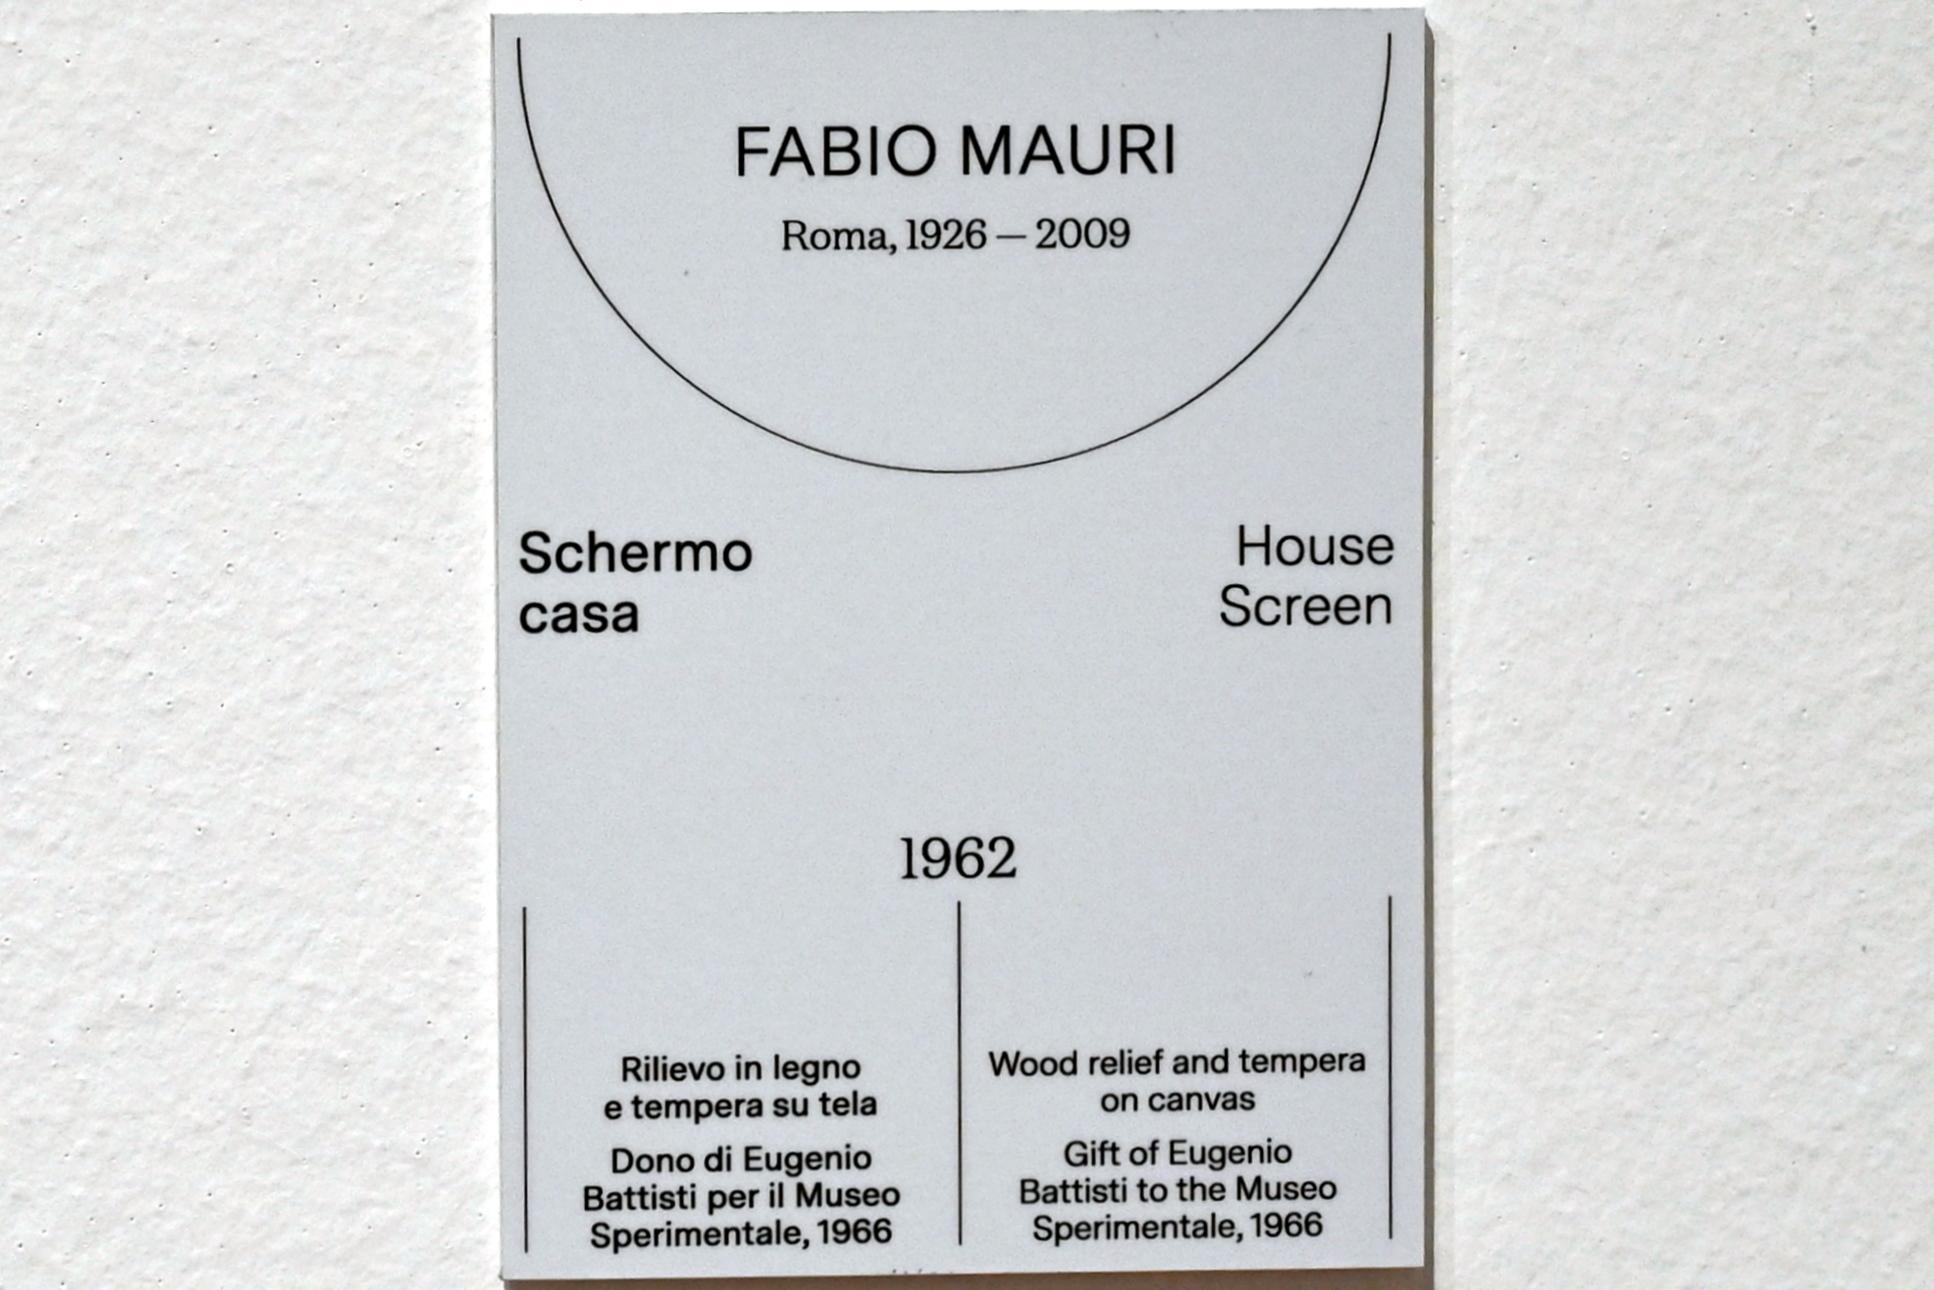 FABIO MAURI
Roma, 1926 — 2009
Schermo
casa
House
Screen
1962
Rilievo in legno
e tempera su tela
Dono di Eugenio
Battisti per il Museo
Sperimentale, 1966
Wood relief and tempera
on canvas
Gift of Eugenio
Battisti to the Museo
Sperimentale, 1966